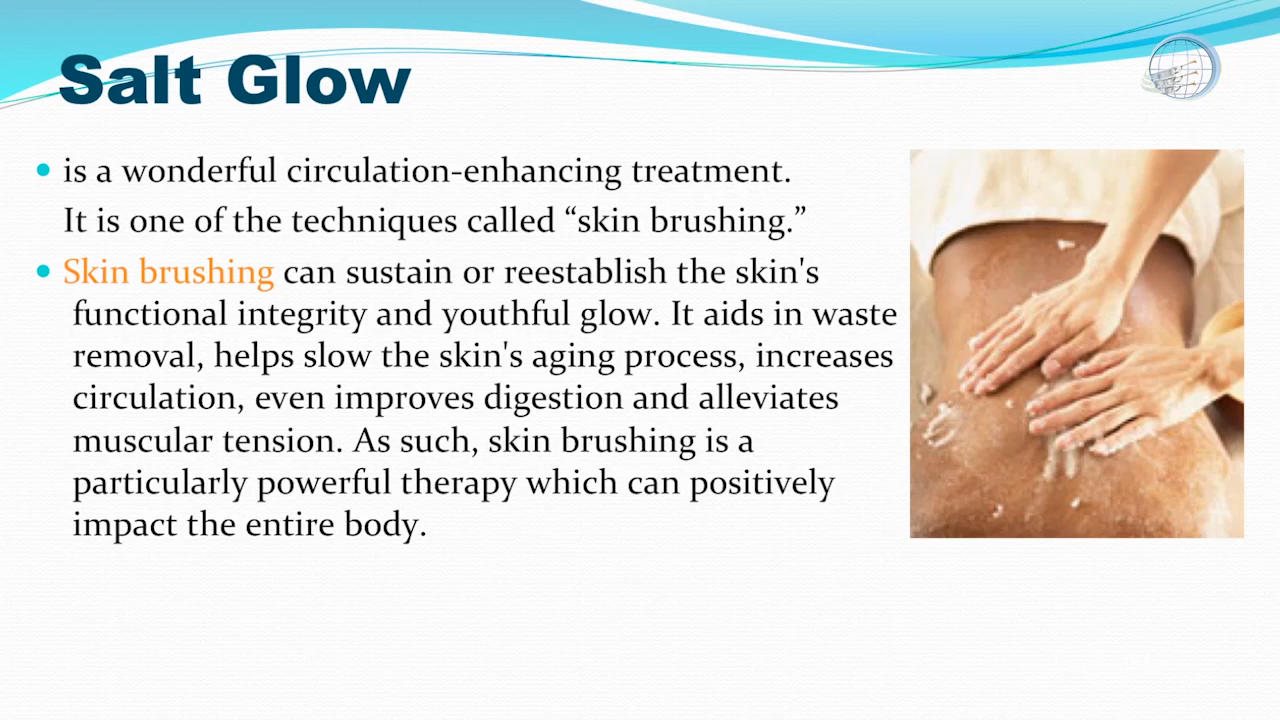 Salt Glow
is a wonderful circulation-enhancing treatment.
It is one of the techniques called “skin brushing.”
Skin brushing can sustain or reestablish the skin's
functional integrity and youthful glow. It aids in waste
removal, helps slow the skin's aging process, increases
circulation, even improves digestion and alleviates
muscular tension. As such, skin brushing is a
particularly powerful therapy which can positively
impact the entire body.